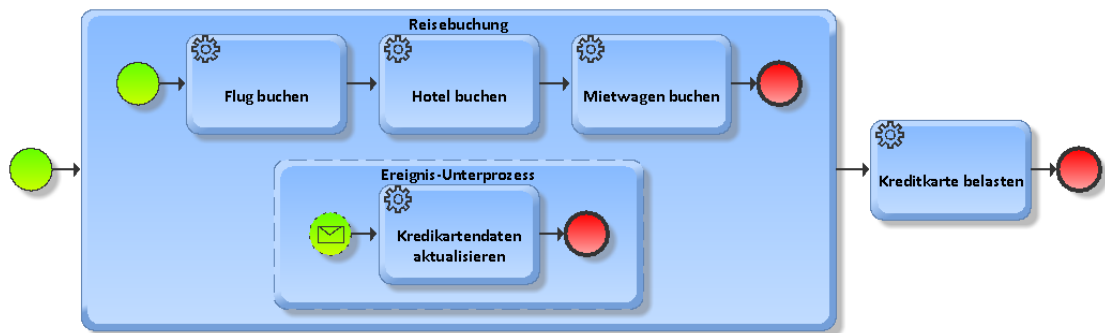 Reisebuchung
Flug buchen
Hotel buchen
Mietwagen buchen
Kreditkarte belasten
Ereignis-Unterprozess
Kredikartendaten
aktualisieren